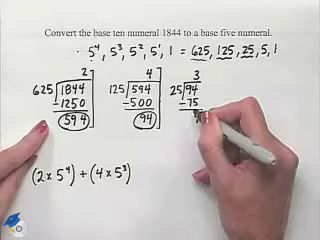 Convert the base ten numeral 1844 to a base five numeral.
· 5⁴, 5³, 5², 5¹, 1 = 625, 125, 25, 5, 1
2 4 3
625 1844 125 594 25 94
-1250 -500 -75
594 94
(2 x 5⁴) + (4 x 5³)